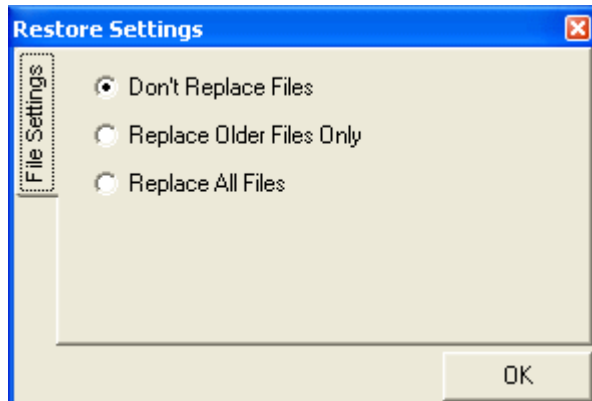 Restore Settings
File Settings
Don't Replace Files
Replace Older Files Only
Replace All Files
OK